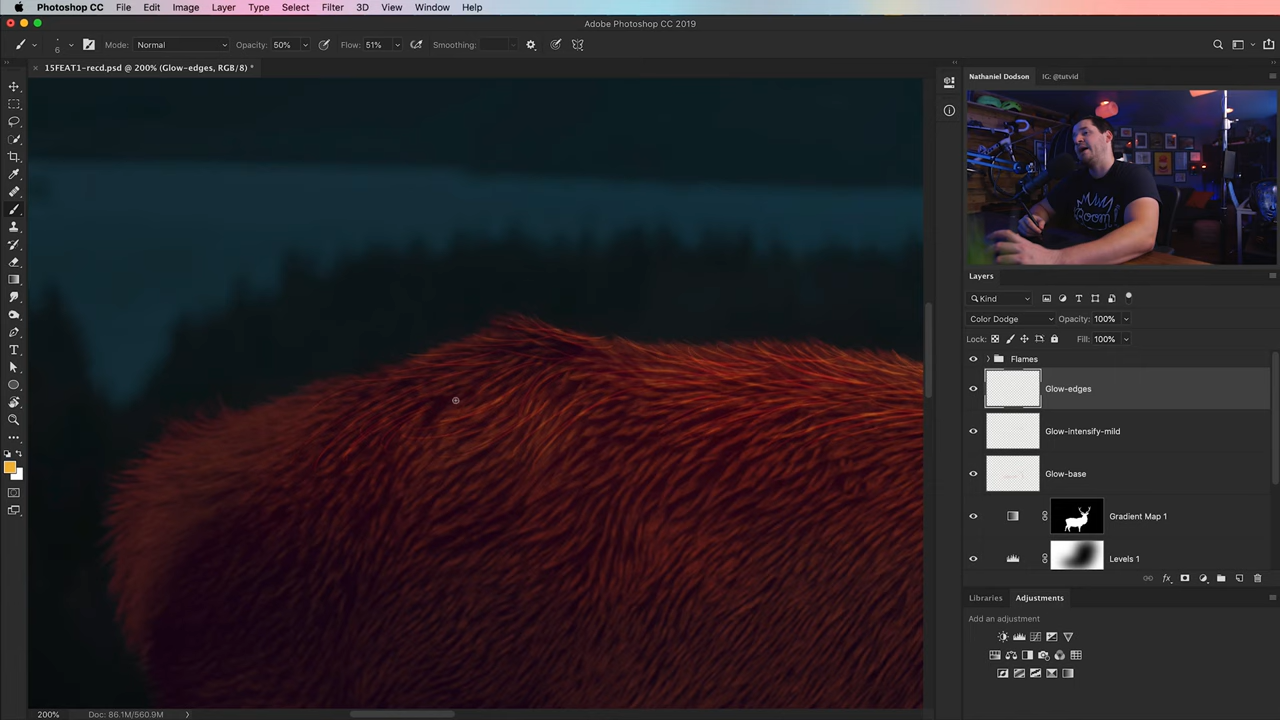 Photoshop CC File Edit Image Layer Type Select Filter 3D View Window Help
Adobe Photoshop CC 2019
6 Mode: Normal Opacity: 50% Flow: 51% Smoothing:
15FEAT1-recd.psd @ 200% (Glow-edges, RGB/8) *
Nathaniel Dodson IG: @tutvid
ROOM
Layers
Kind
Color Dodge Opacity: 100%
Lock: Fill: 100%
Flames
Glow-edges
Glow-intensify-mild
Glow-base
Gradient Map 1
Levels 1
Libraries Adjustments
Add an adjustment
200% Doc: 86.1M/560.9M